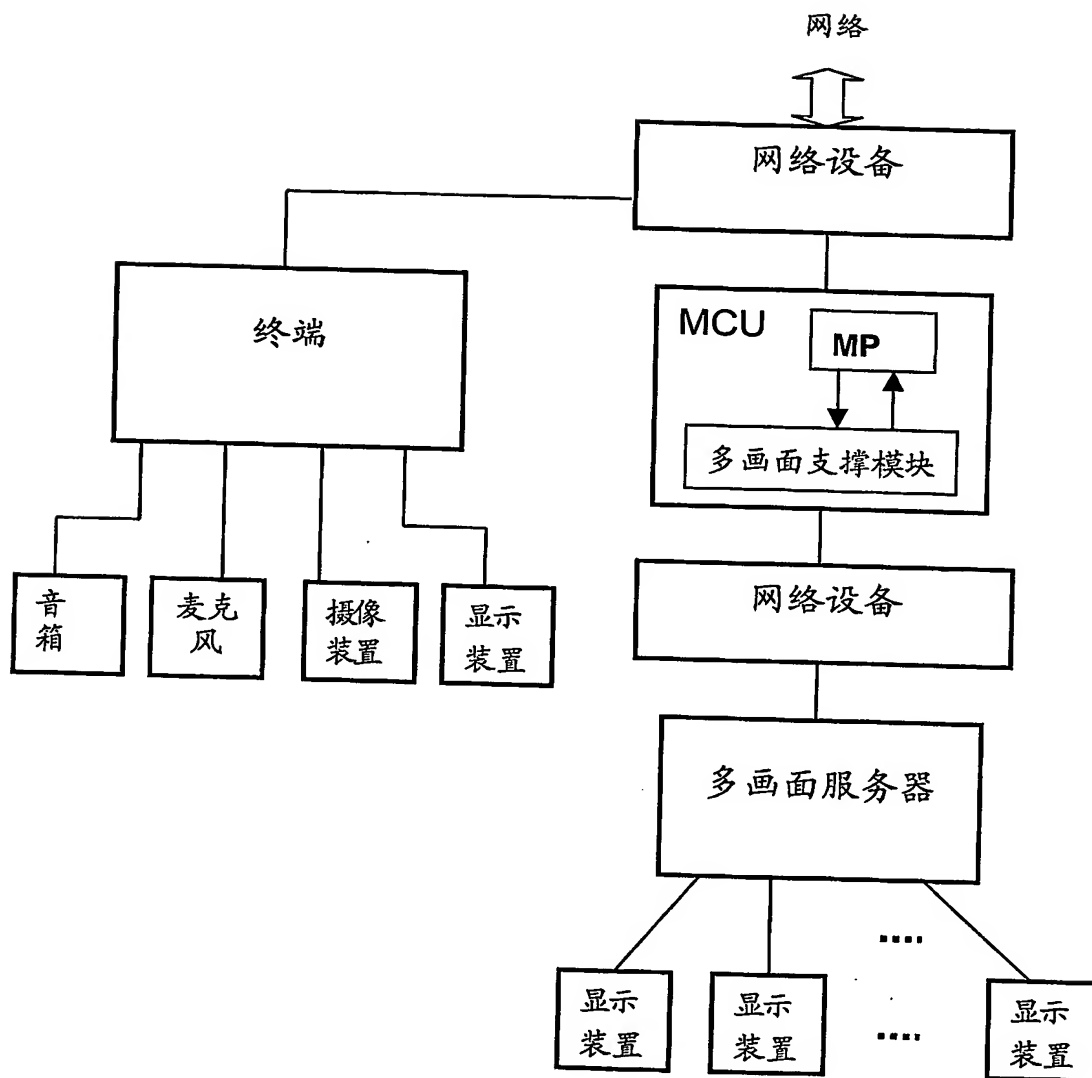 网络
网络设备
终端
MCU
MP
多画面支撑模块
音
箱
麦克
风
摄像
装置
显示
装置
网络设备
多画面服务器
....
显示
装置
显示
装置
....
显示
装置